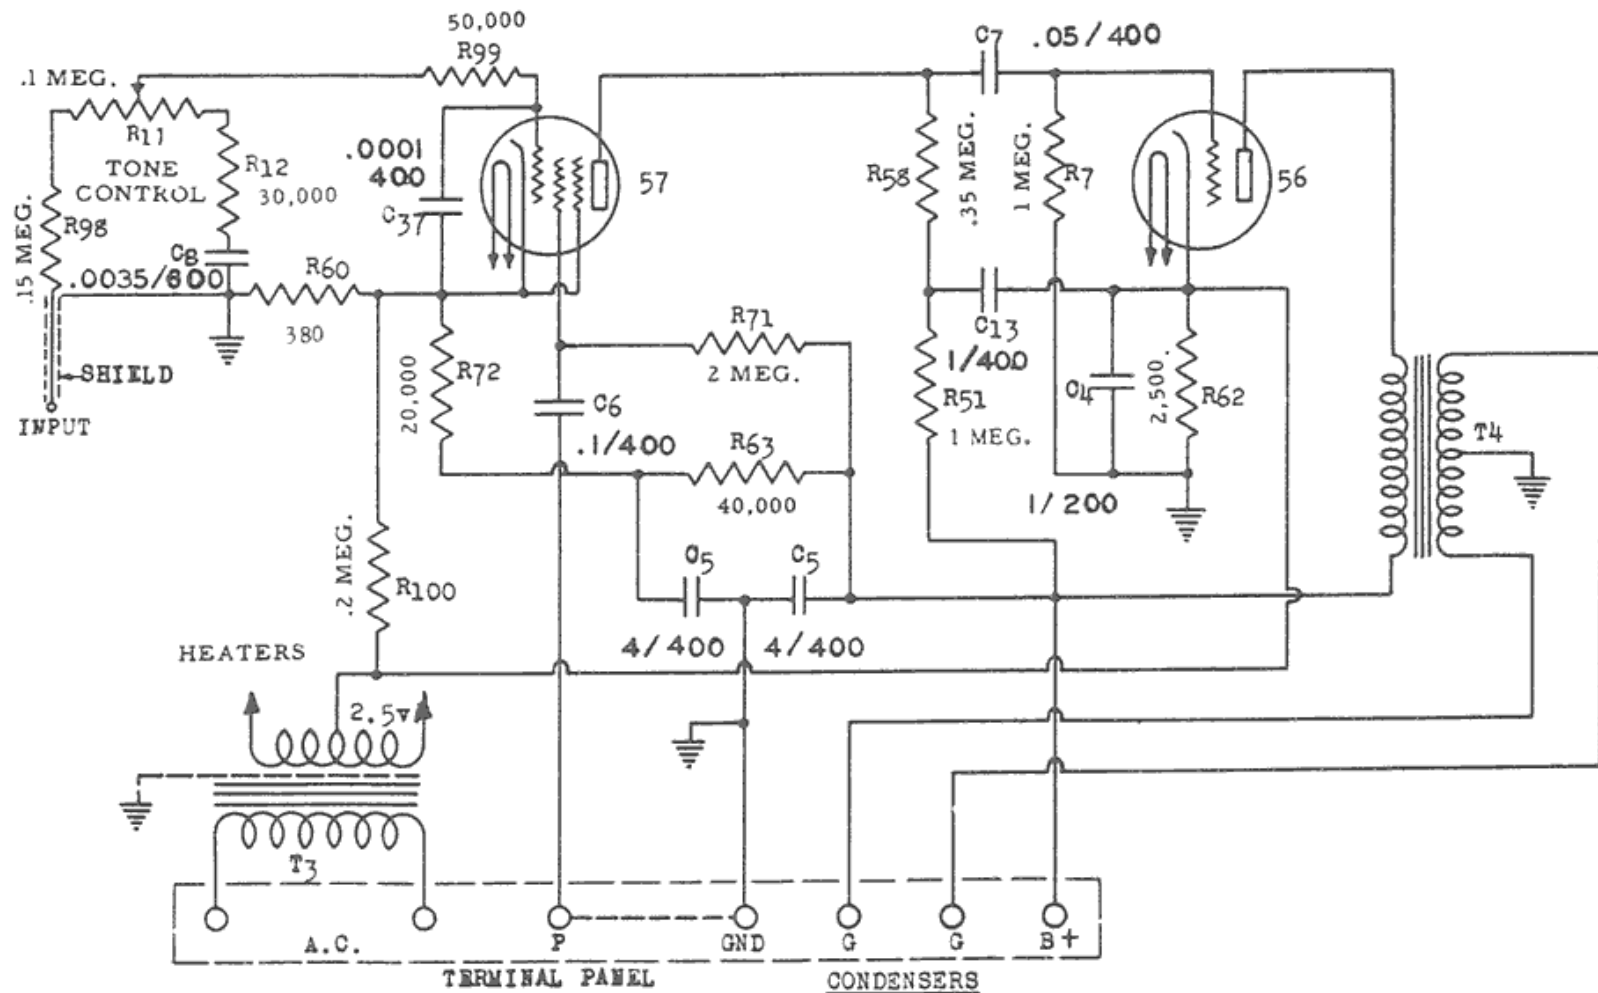 50,000
R99
.1 MEG.
R11
TONE
CONTROL
R12
30,000
.15 MEG.
R98
C8
.0035/600
R60
380
SHIELD
INPUT
.0001
400
C37
57
C7
.05/400
R58
.35 MEG.
1 MEG.
R7
56
R71
2 MEG.
R72
20,000
C6
.1/400
R63
40,000
C13
1/400
R51
1 MEG.
C4
2,500.
R62
1/200
T4
C5
C5
4/400
4/400
.2 MEG.
R100
HEATERS
2.5v
T3
A.C.
P
GND
G
G
B+
TERMINAL PANEL
CONDENSERS